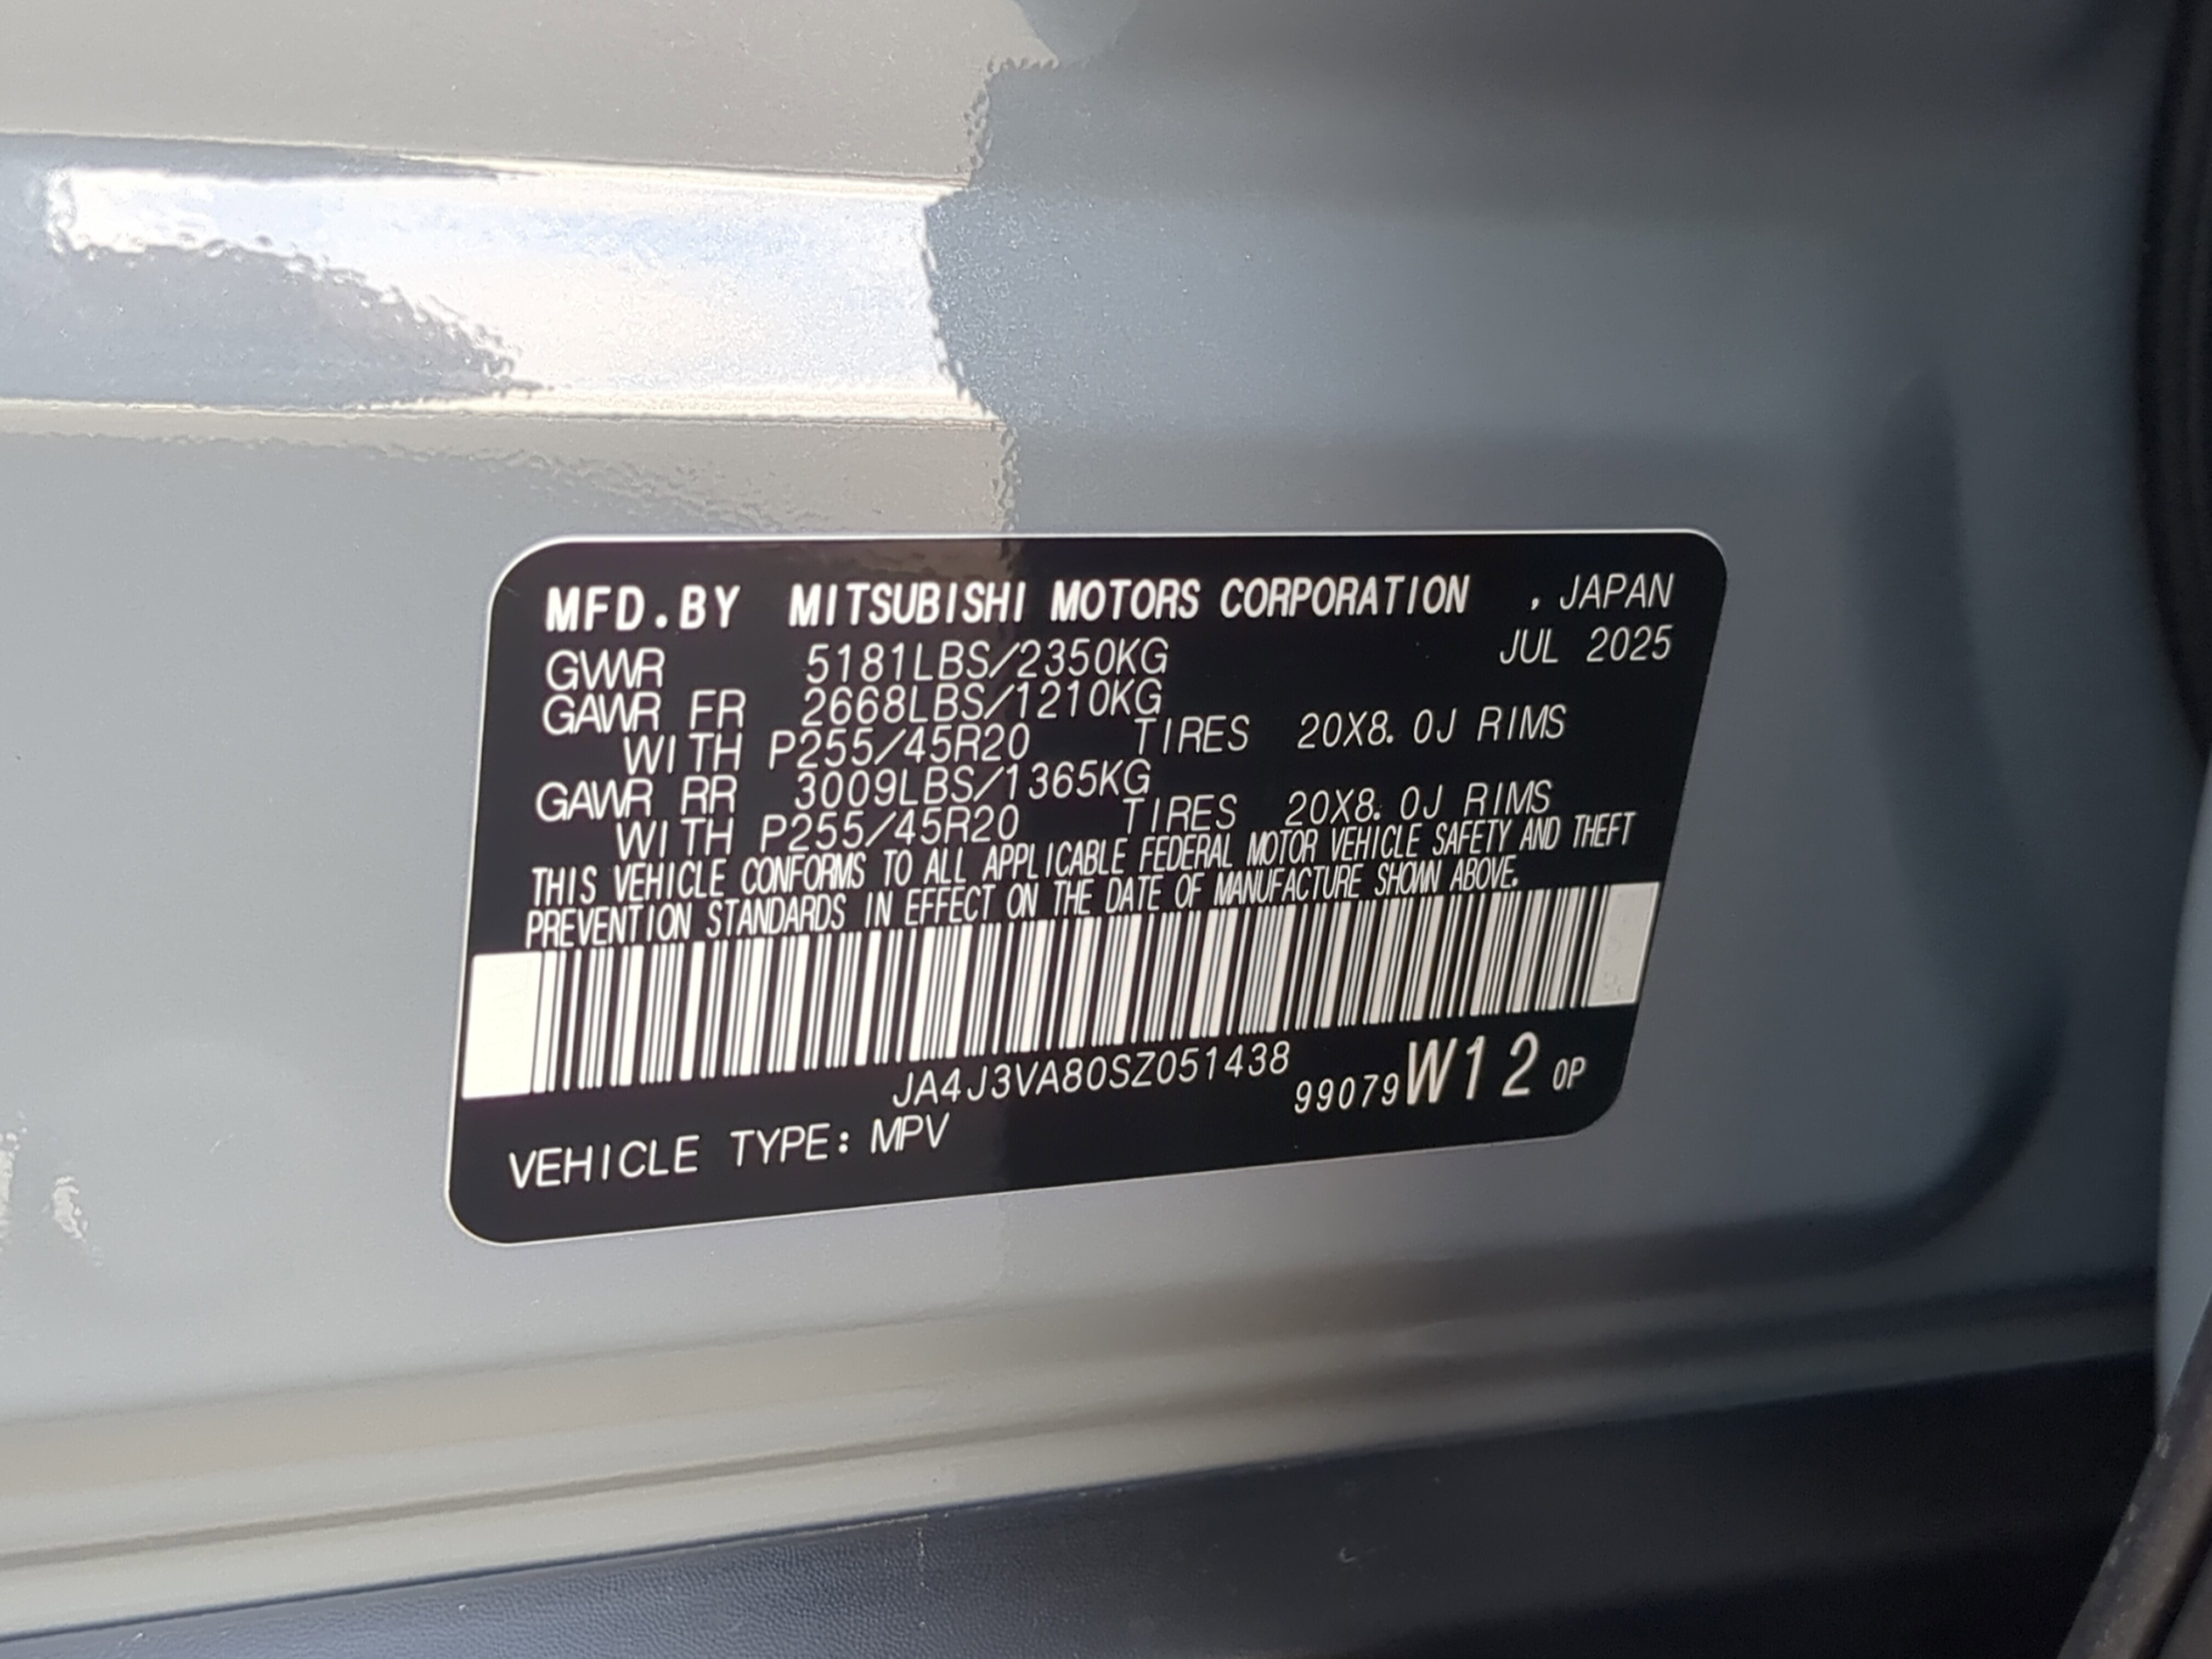 MFD.BY MITSUBISHI MOTORS CORPORATION , JAPAN
GVWR 5181LBS/2350KG JUL 2025
GAWR FR 2668LBS/1210KG
WITH P255/45R20 TIRES 20X8.0J RIMS
GAWR RR 3009LBS/1365KG
WITH P255/45R20 TIRES 20X8.0J RIMS
THIS VEHICLE CONFORMS TO ALL APPLICABLE FEDERAL MOTOR VEHICLE SAFETY AND THEFT
PREVENTION STANDARDS IN EFFECT ON THE DATE OF MANUFACTURE SHOWN ABOVE.
JA4J3VA80SZ051438 99079 W12 OP
VEHICLE TYPE: MPV